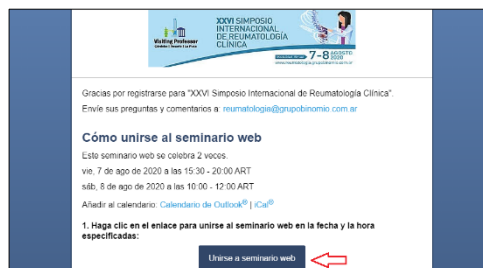 XXVI SIMPOSIO
INTERNACIONAL
DE REUMATOLOGÍA
CLÍNICA
Visiting Professor
7-8 AGOSTO
2020
Gracias por registrarse para "XXVI Simposio Internacional de Reumatología Clínica".
Envíe sus preguntas y comentarios a: reumatologia@grupobinomio.com.ar
Cómo unirse al seminario web
Este seminario web se celebra 2 veces.
vie, 7 de ago de 2020 a las 15:30 - 20:00 ART
sáb, 8 de ago de 2020 a las 10:00 - 12:00 ART
Añadir al calendario: Calendario de Outlook® | iCal®
1. Haga clic en el enlace para unirse al seminario web en la fecha y la hora
especificadas:
Unirse a seminario web